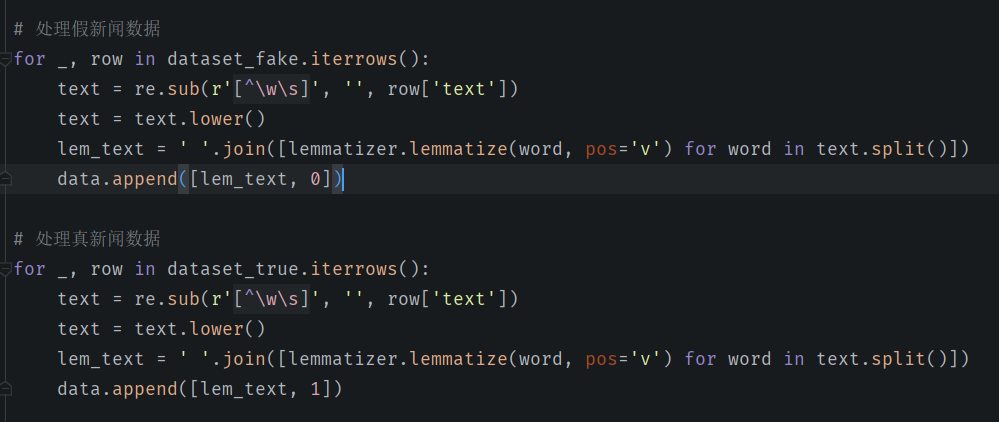 # 处理假新闻数据
for _, row in dataset_fake.iterrows():
    text = re.sub(r'[^\w\s]', '', row['text'])
    text = text.lower()
    lem_text = ' '.join([lemmatizer.lemmatize(word, pos='v') for word in text.split()])
    data.append([lem_text, 0])
# 处理真新闻数据
for _, row in dataset_true.iterrows():
    text = re.sub(r'[^\w\s]', '', row['text'])
    text = text.lower()
    lem_text = ' '.join([lemmatizer.lemmatize(word, pos='v') for word in text.split()])
    data.append([lem_text, 1])